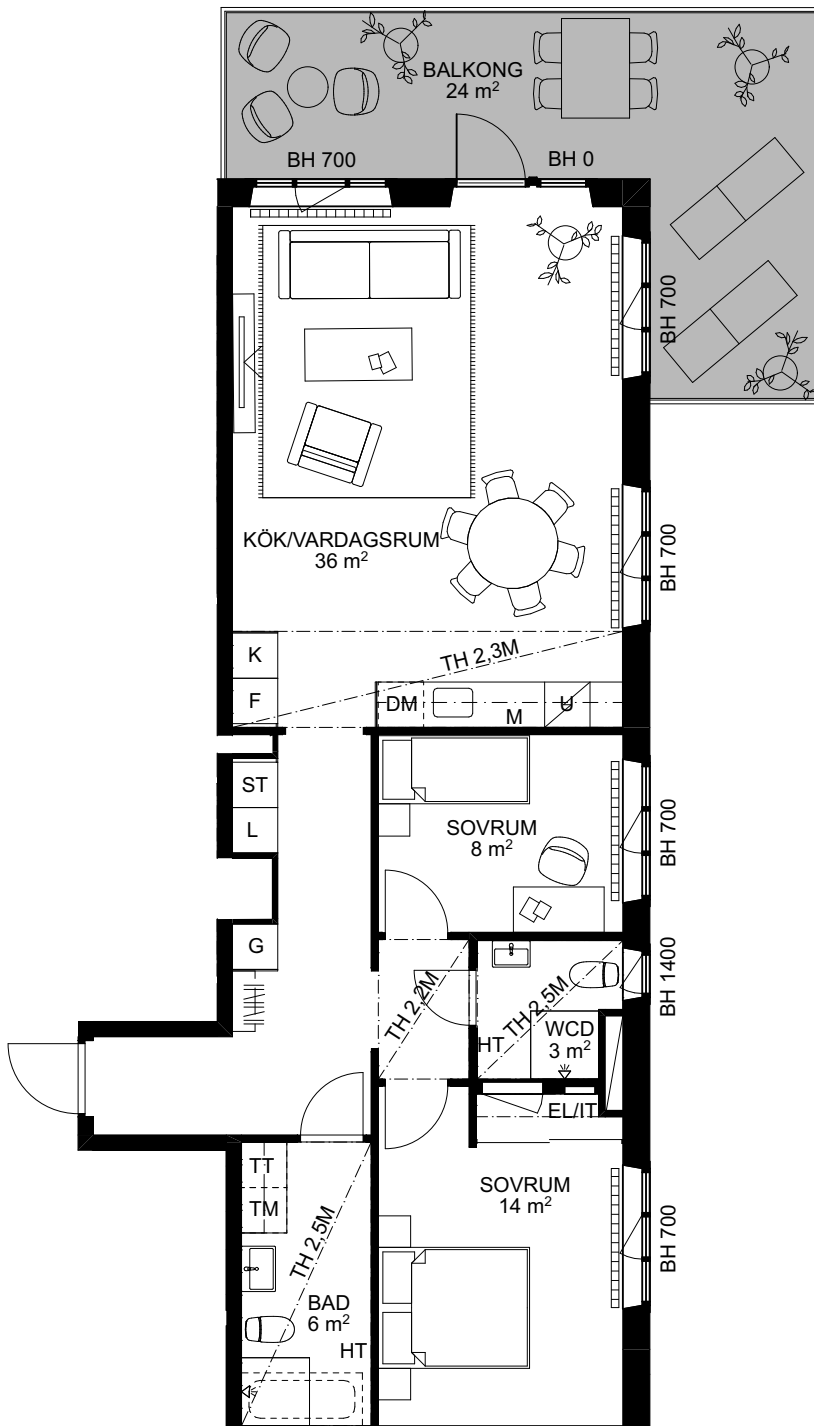 BALKONG
24 m²
BH 700
BH 0
BH 700
KÖK/VARDAGSRUM
36 m²
BH 700
K
TH 2,3M
F
DM
M
U
ST
L
SOVRUM
8 m²
BH 700
G
TH 2,2M
TH 2,5M
BH 1400
HT
WCD
3 m²
EL/IT
TT
TM
TH 2,5M
SOVRUM
14 m²
BH 700
BAD
6 m²
HT